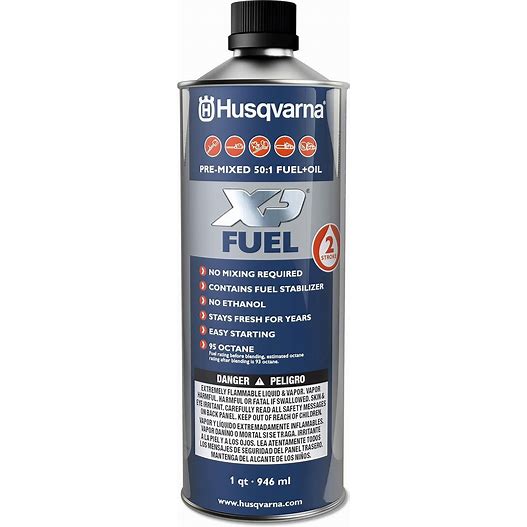 Husqvarna®
PRE-MIXED 50:1 FUEL+OIL
XP®
FUEL
2
STROKE
NO MIXING REQUIRED
CONTAINS FUEL STABILIZER
NO ETHANOL
STAYS FRESH FOR YEARS
EASY STARTING
95 OCTANE
Fuel rating before blending, estimated octane
rating after blending is 93 octane.
DANGER PELIGRO
EXTREMELY FLAMMABLE LIQUID & VAPOR. VAPOR
HARMFUL. HARMFUL OR FATAL IF SWALLOWED. SKIN &
EYE IRRITANT. CAREFULLY READ ALL SAFETY MESSAGES
ON BACK PANEL. KEEP OUT OF REACH OF CHILDREN.
VAPOR Y LÍQUIDO EXTREMADAMENTE INFLAMABLES.
VAPOR DANINO O MORTAL SI SE TRAGA. IRRITANTE
A LA PIEL Y A LOS OJOS. LEA ATENTAMENTE TODOS
LOS MENSAJES DE SEGURIDAD DEL PANEL TRASERO.
MANTENGA DEL ALCANTE DE LOS NIÑOS.
1 qt · 946 ml
www.husqvarna.com